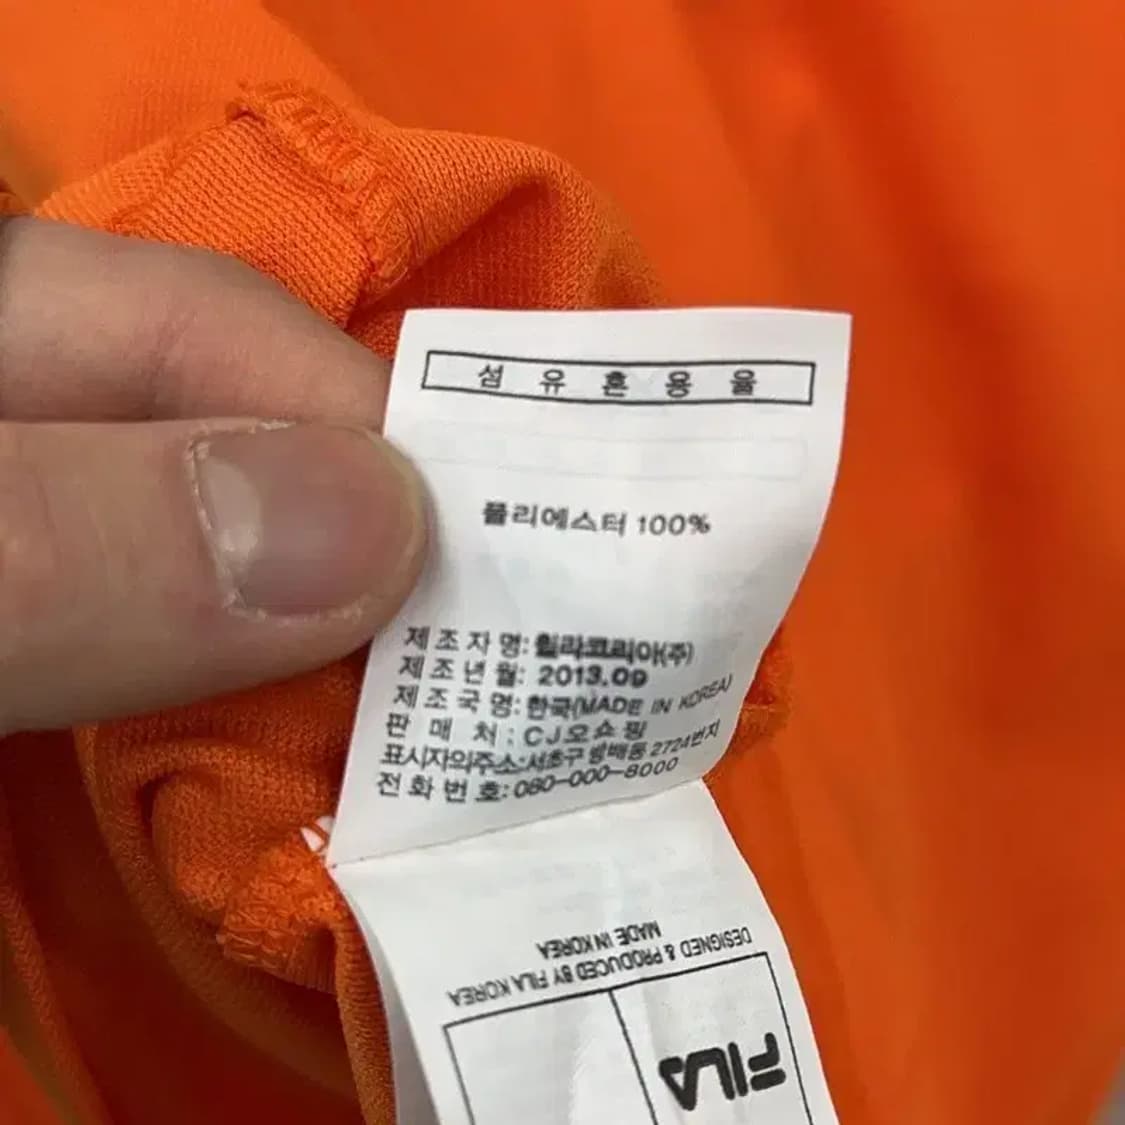 섬유혼용율
폴리에스터 100%
제조자명: 휠라코리아(주)
제조년월: 2013.09
제조국명: 한국(MADE IN KOREA)
판매처: CJ오쇼핑
표시자의주소:서초구 방배동 2724번지
전화번호: 080-000-8000
FILA
DESIGNED & PRODUCED BY FILA KOREA
MADE IN KOREA